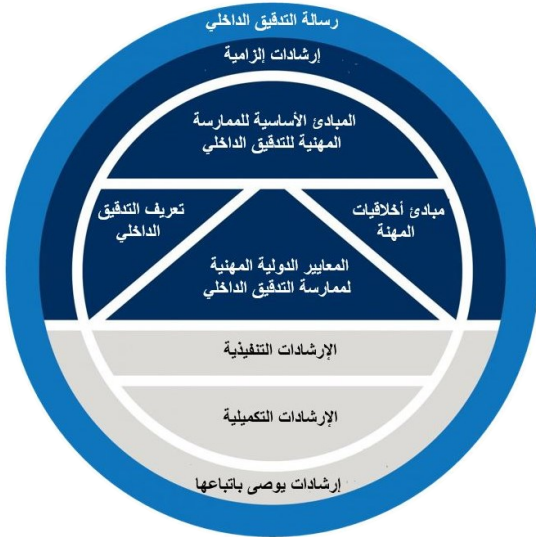 رسالة التدقيق الداخلي
إرشادات إلزامية
المبادئ الأساسية للممارسة
المهنية للتدقيق الداخلي
مبادئ أخلاقيات
المهنة
تعريف التدقيق
الداخلي
المعايير الدولية المهنية
لممارسة التدقيق الداخلي
الإرشادات التنفيذية
الإرشادات التكميلية
إرشادات يوصى باتباعها